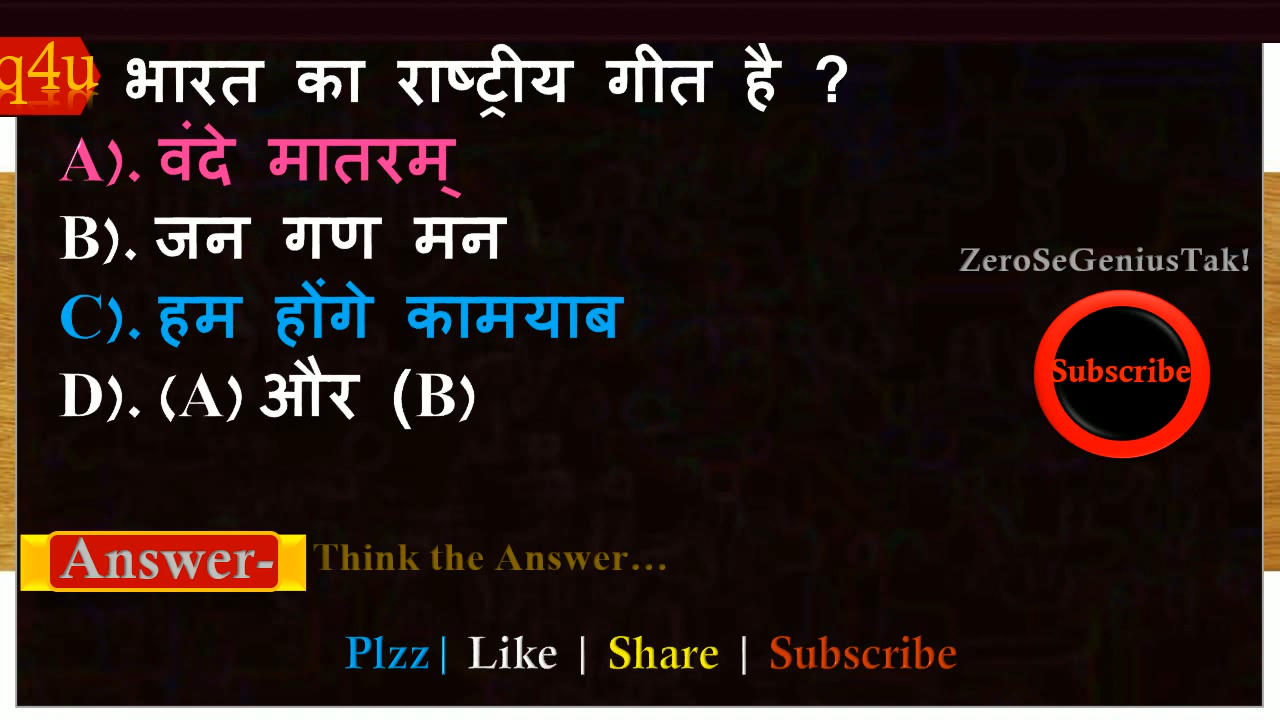 q4u
भारत का राष्ट्रीय गीत है ?
A). वंदे मातरम्
B). जन गण मन
C). हम होंगे कामयाब
D). (A) और (B)
ZeroSeGeniusTak!
Subscribe
Answer-
Think the Answer...
Plzz| Like | Share | Subscribe